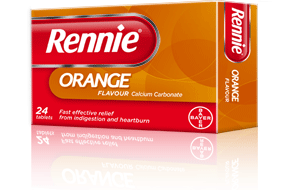 Rennie®
ORANGE
FLAVOUR Calcium Carbonate
24
tablets
Fast effective relief
from indigestion and heartburn
BAYER
Rennie
ORANGE
FLAVOUR